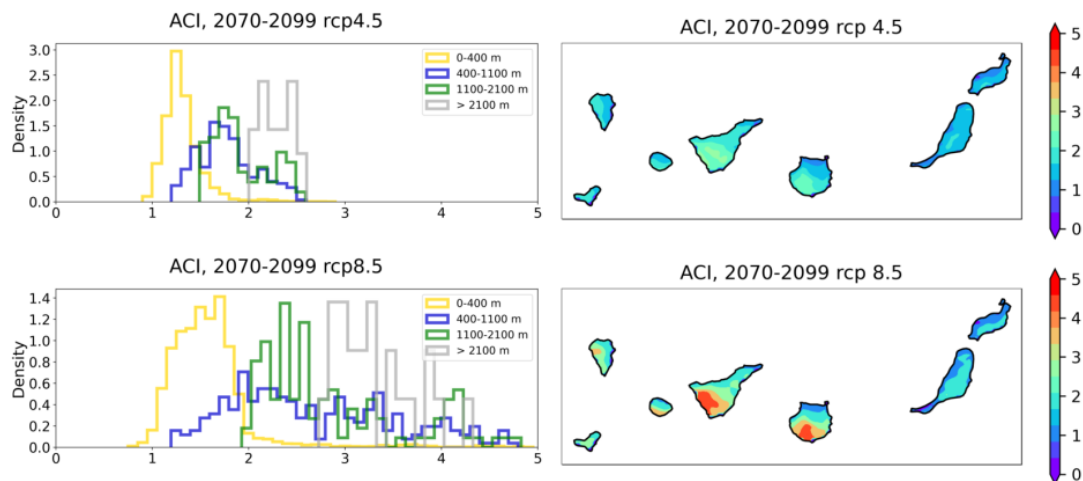 ACI, 2070-2099 rcp4.5
3.0
2.5
2.0
1.5
1.0
0.5
0.0
Density
0 1 2 3 4 5
0-400 m
400-1100 m
1100-2100 m
> 2100 m
ACI, 2070-2099 rcp 4.5
5
4
3
2
1
0
ACI, 2070-2099 rcp8.5
1.4
1.2
1.0
0.8
0.6
0.4
0.2
0.0
Density
0 1 2 3 4 5
0-400 m
400-1100 m
1100-2100 m
> 2100 m
ACI, 2070-2099 rcp 8.5
5
4
3
2
1
0